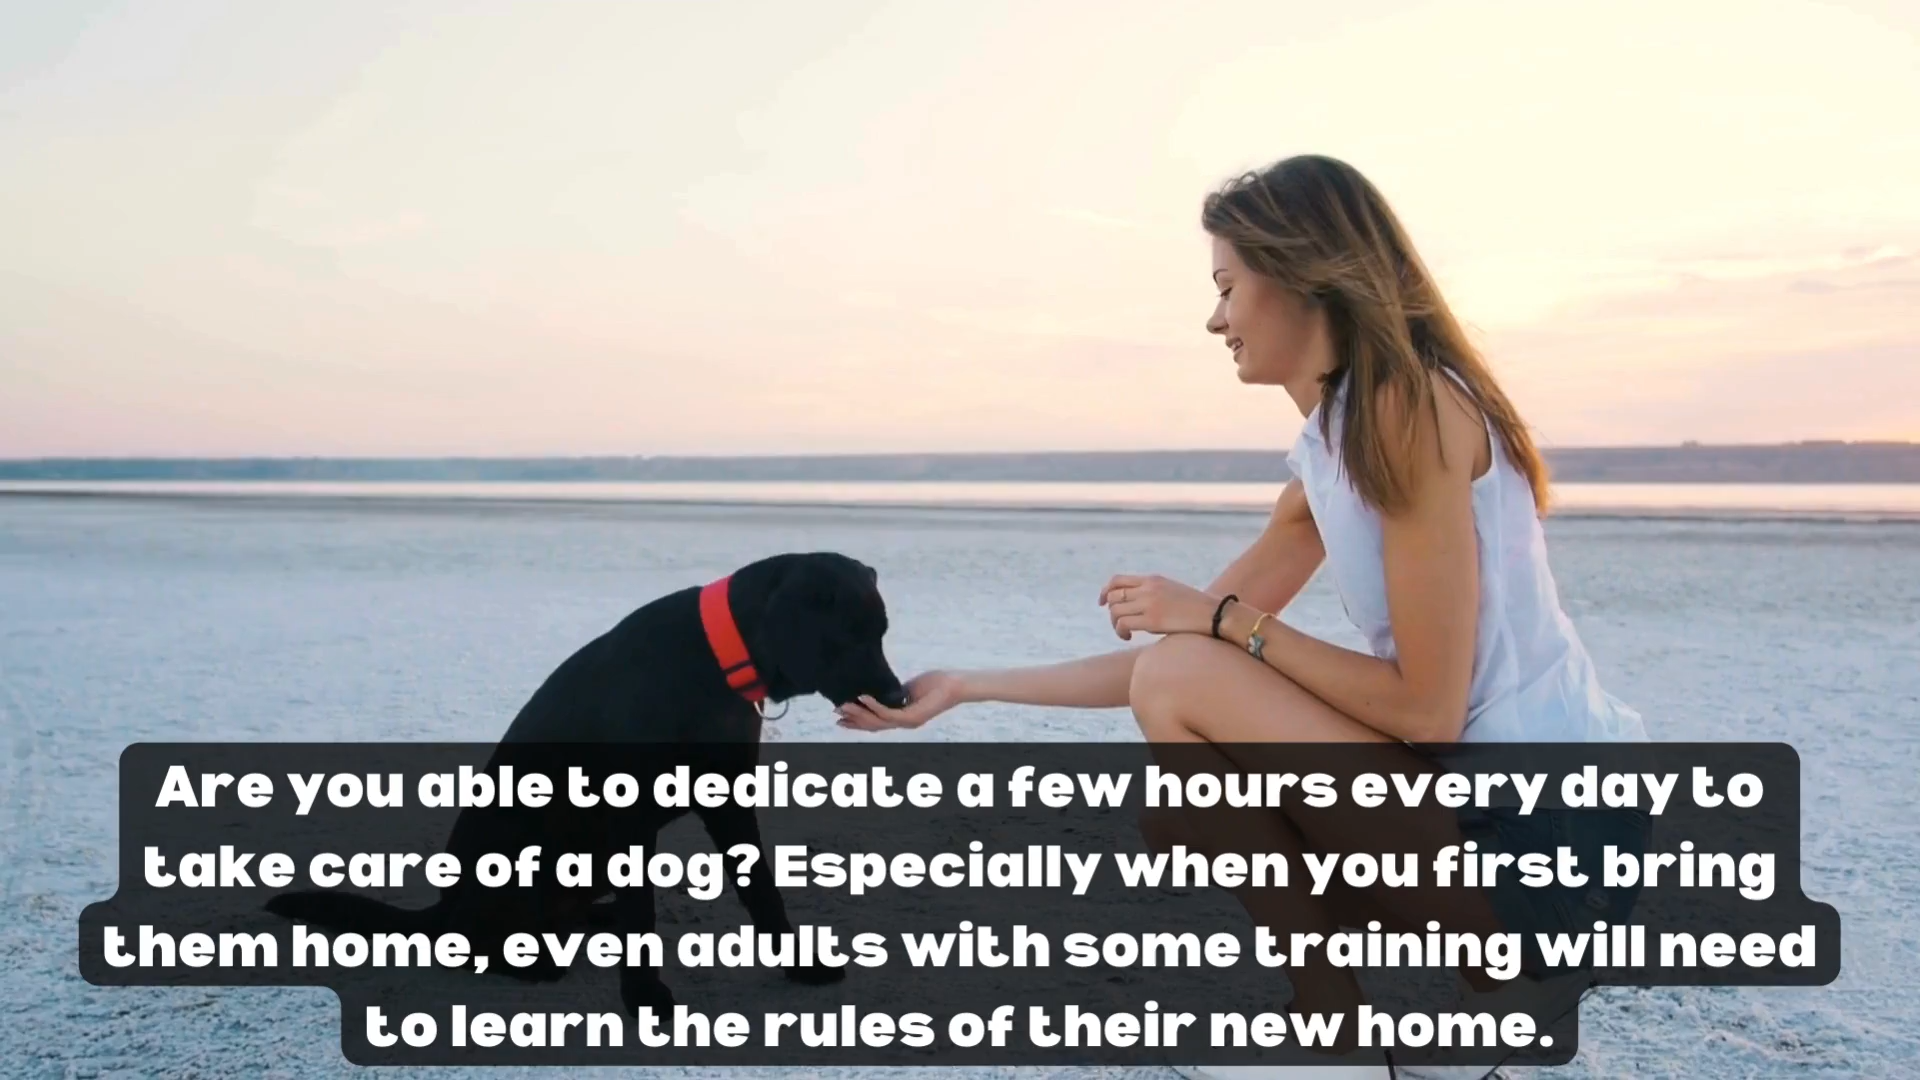 Are you able to dedicate a few hours every day to
take care of a dog? Especially when you first bring
them home, even adults with some training will need
to learn the rules of their new home.